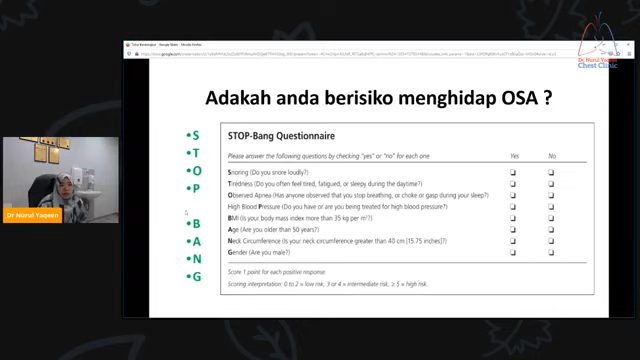 Dr. Nurul Yaqeen
Chest Clinic
Adakah anda berisiko menghidap OSA ?
•S
•T
•O
•P
•B
•A
•N
•G
STOP-Bang Questionnaire
Please answer the following questions by checking "yes" or "no" for each one
Yes No
Snoring (Do you snore loudly?)
Tiredness (Do you often feel tired, fatigued, or sleepy during the daytime?)
Observed Apnea (Has anyone observed that you stop breathing, or choke or gasp during your sleep?)
High Blood Pressure (Do you have or are you being treated for high blood pressure?)
BMI (Is your body mass index more than 35 kg per m²?)
Age (Are you older than 50 years?)
Neck Circumference (Is your neck circumference greater than 40 cm [15.75 inches]?)
Gender (Are you male?)
Score 1 point for each positive response.
Scoring interpretation: 0 to 2 = low risk, 3 or 4 = intermediate risk, ≥ 5 = high risk.
Dr Nurul Yaqeen